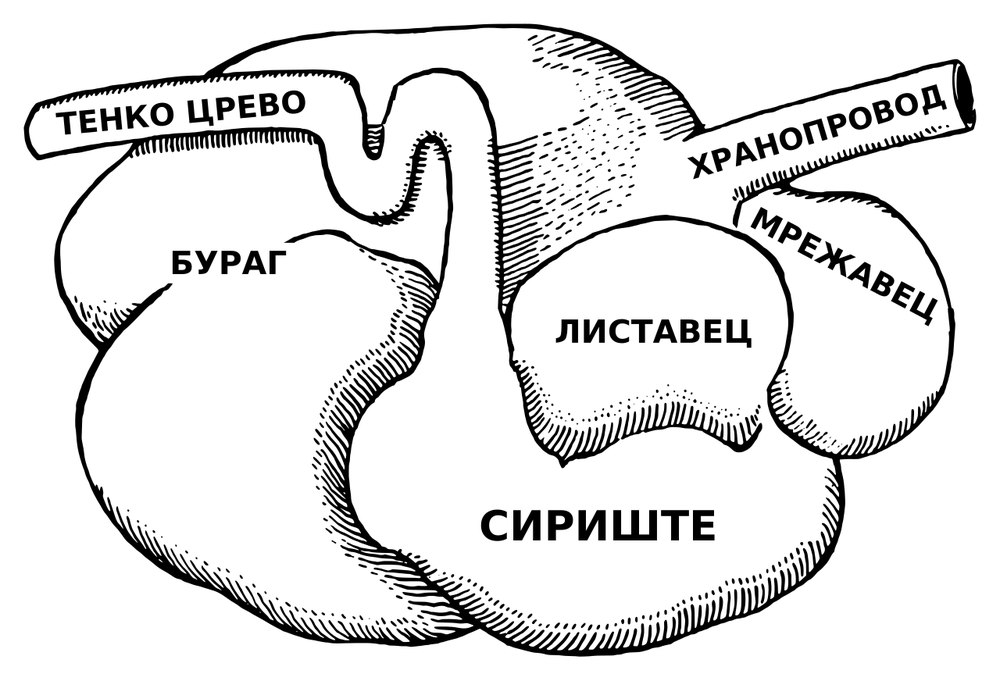 ТЕНКО ЦРЕВО
ХРАНОПРОВОД
МРЕЖАВЕЦ
БУРАГ
ЛИСТАВЕЦ
СИРИШТЕ